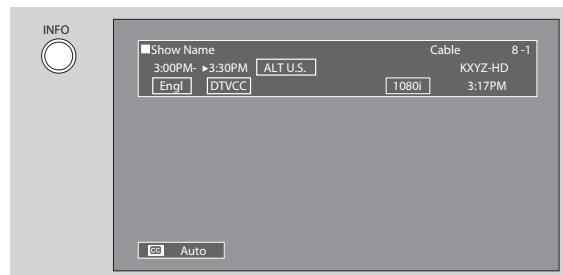 INFO
■Show Name Cable 8 -1
3:00PM- ►3:30PM ALT U.S. KXYZ-HD
Engl DTVCC 1080i 3:17PM
CC Auto